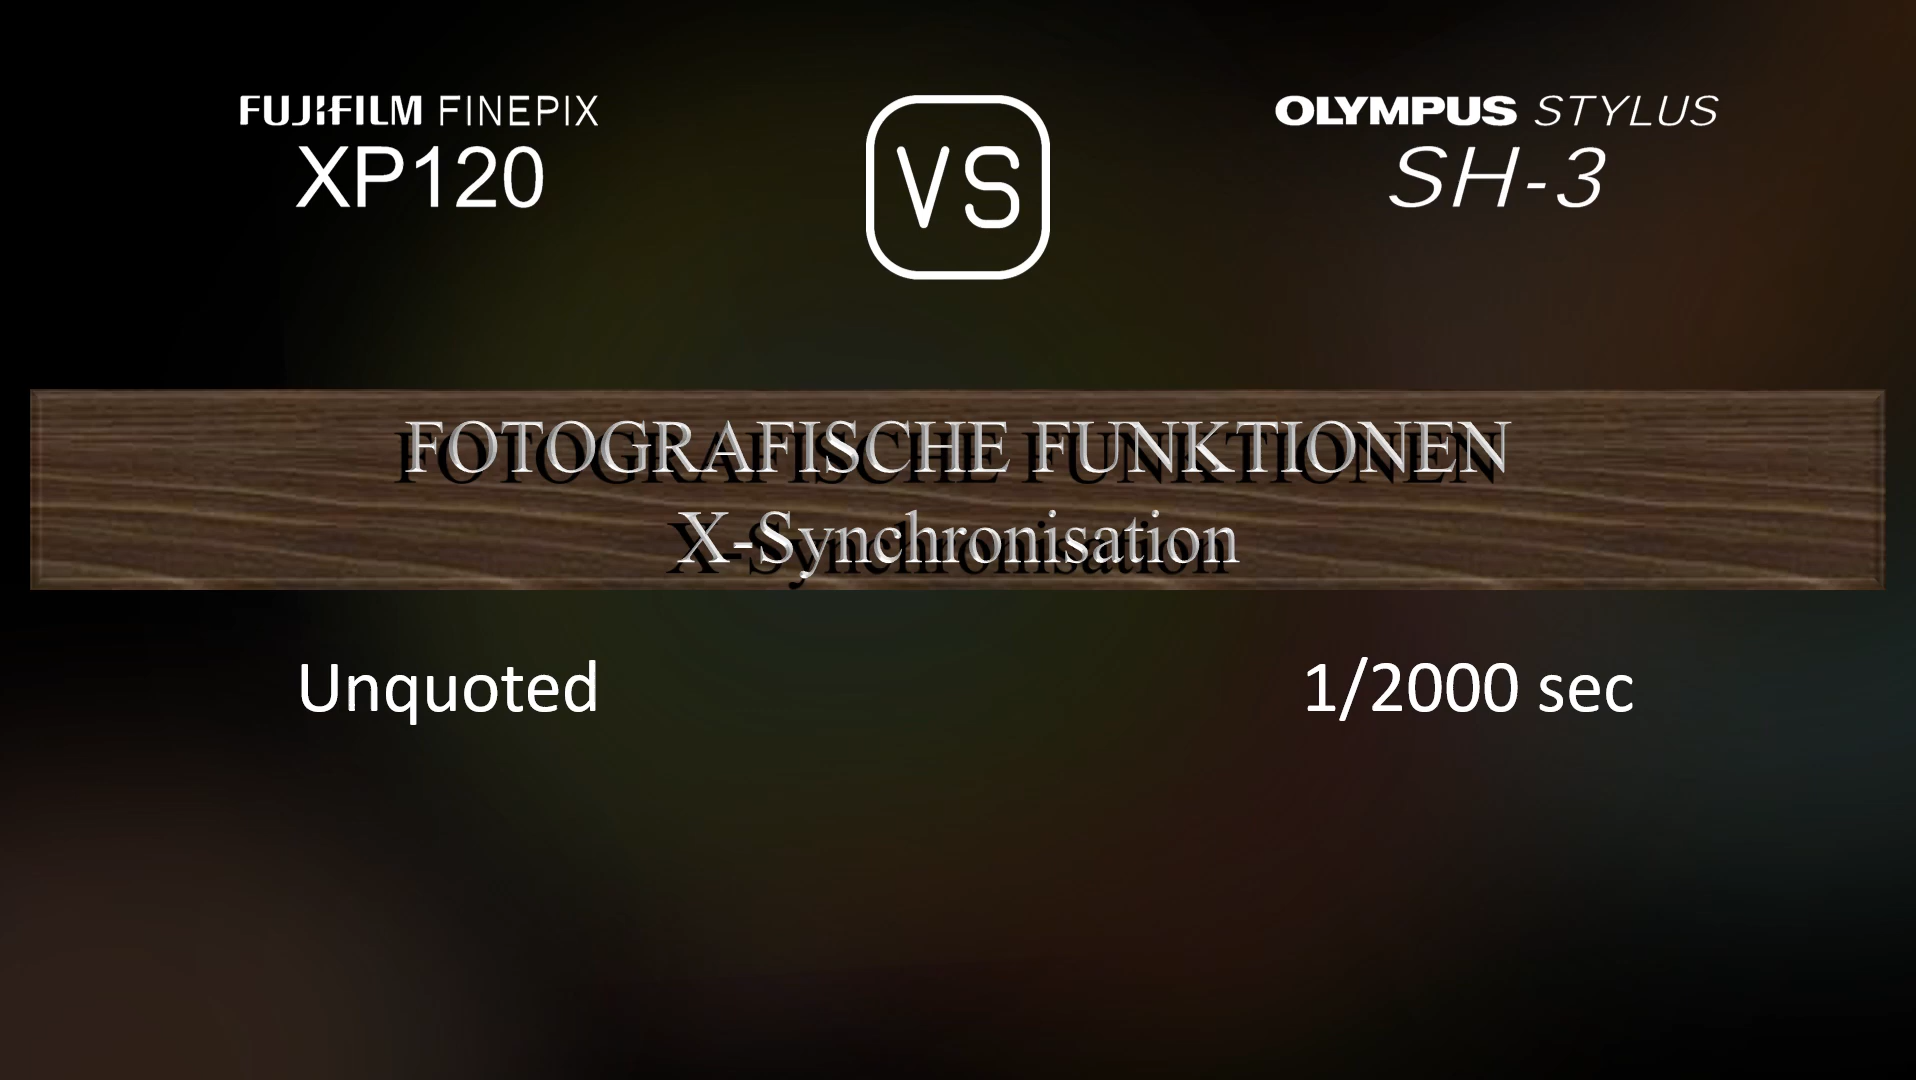 FUJIFILM FINEPIX
XP120
VS
OLYMPUS STYLUS
SH-3
FOTOGRAFISCHE FUNKTIONEN
X-Synchronisation
Unquoted
1/2000 sec